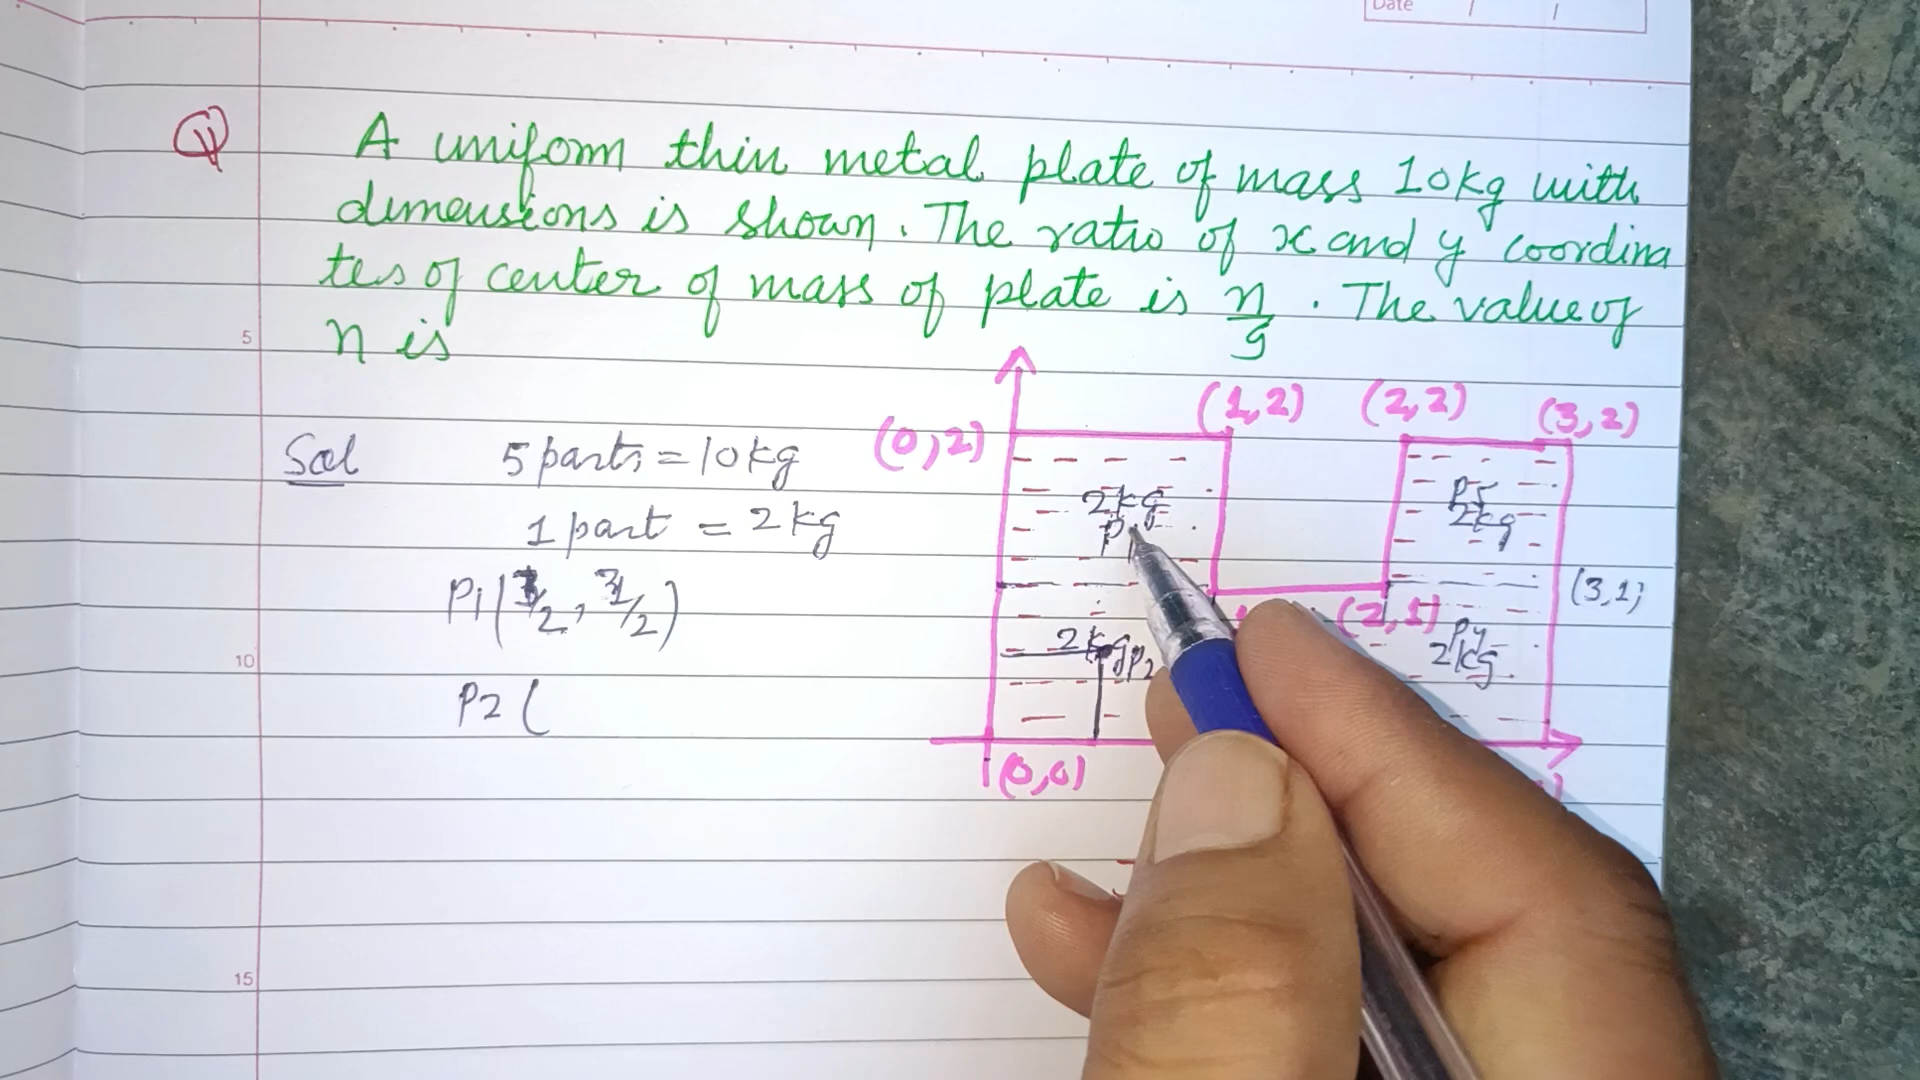 Date / /
Q A uniform thin metal plate of mass 10kg with
dimensions is shown. The ratio of x and y coordina
tes of center of mass of plate is n/9. The value of
n is
5
(0,2) (1,2) (2,2) (3,2)
Sol 5 parts = 10kg
1 part = 2kg
2kg P1
P5 2kg
P1(1/2, 3/2)
(2,1) (3,1)
2kg P2
P4 2kg
10
P2 (
(0,0)
15